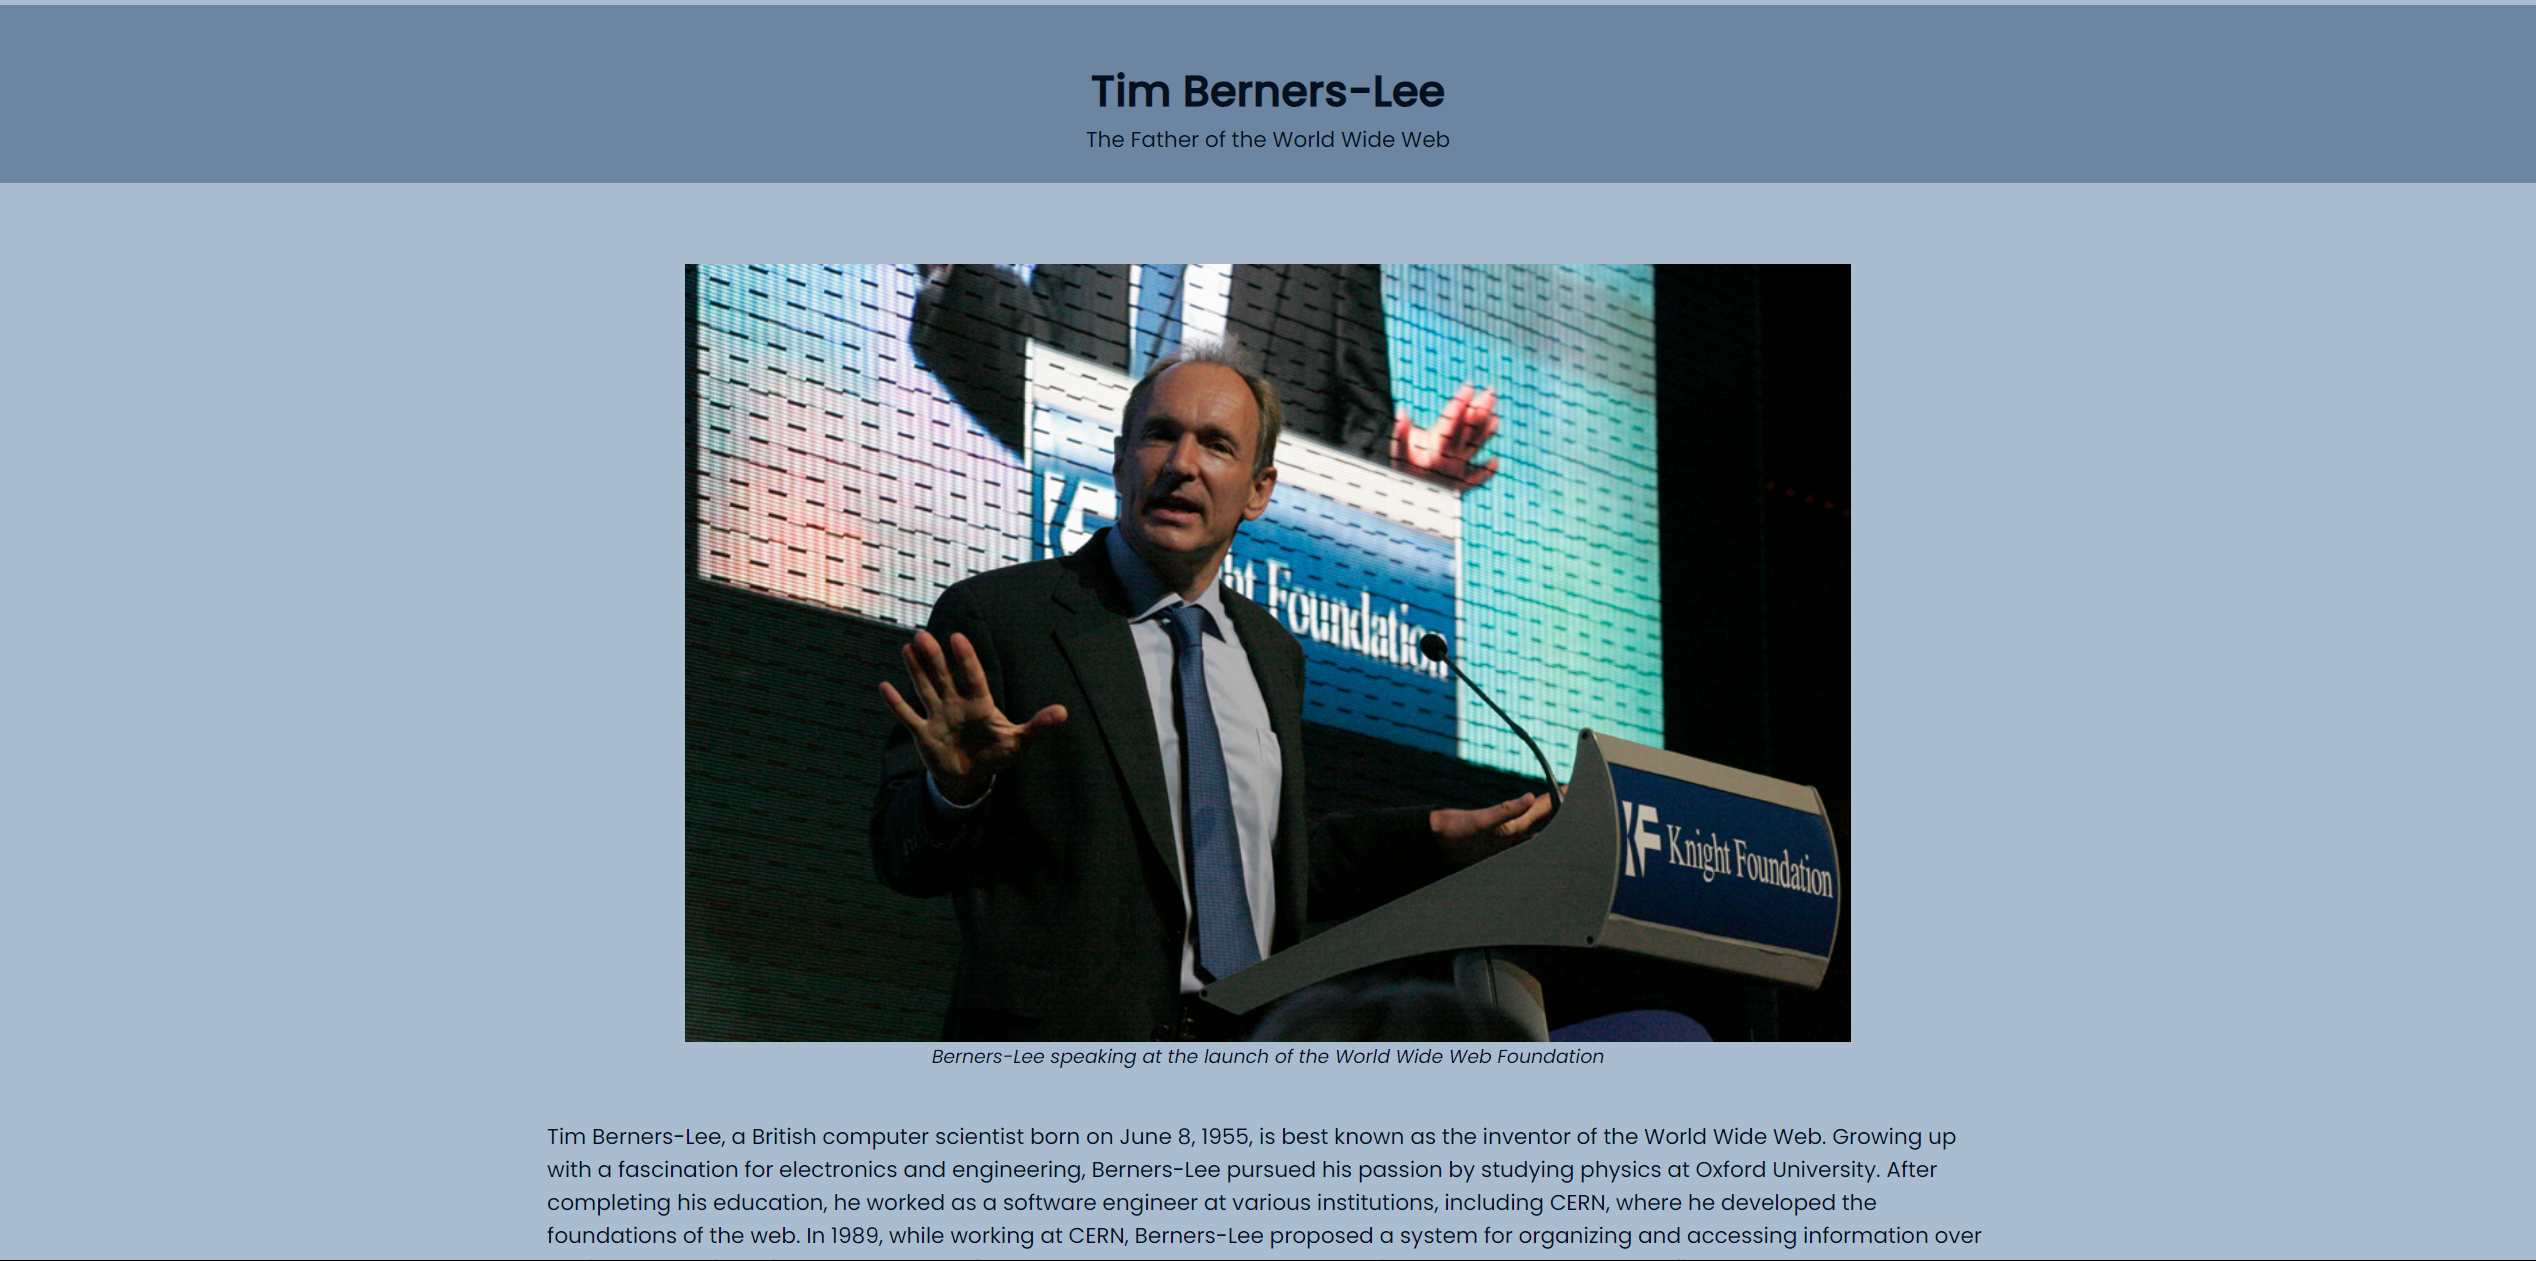 Tim Berners-Lee
The Father of the World Wide Web
ht Foundation
KF Knight Foundation
Berners-Lee speaking at the launch of the World Wide Web Foundation
Tim Berners-Lee, a British computer scientist born on June 8, 1955, is best known as the inventor of the World Wide Web. Growing up
with a fascination for electronics and engineering, Berners-Lee pursued his passion by studying physics at Oxford University. After
completing his education, he worked as a software engineer at various institutions, including CERN, where he developed the
foundations of the web. In 1989, while working at CERN, Berners-Lee proposed a system for organizing and accessing information over